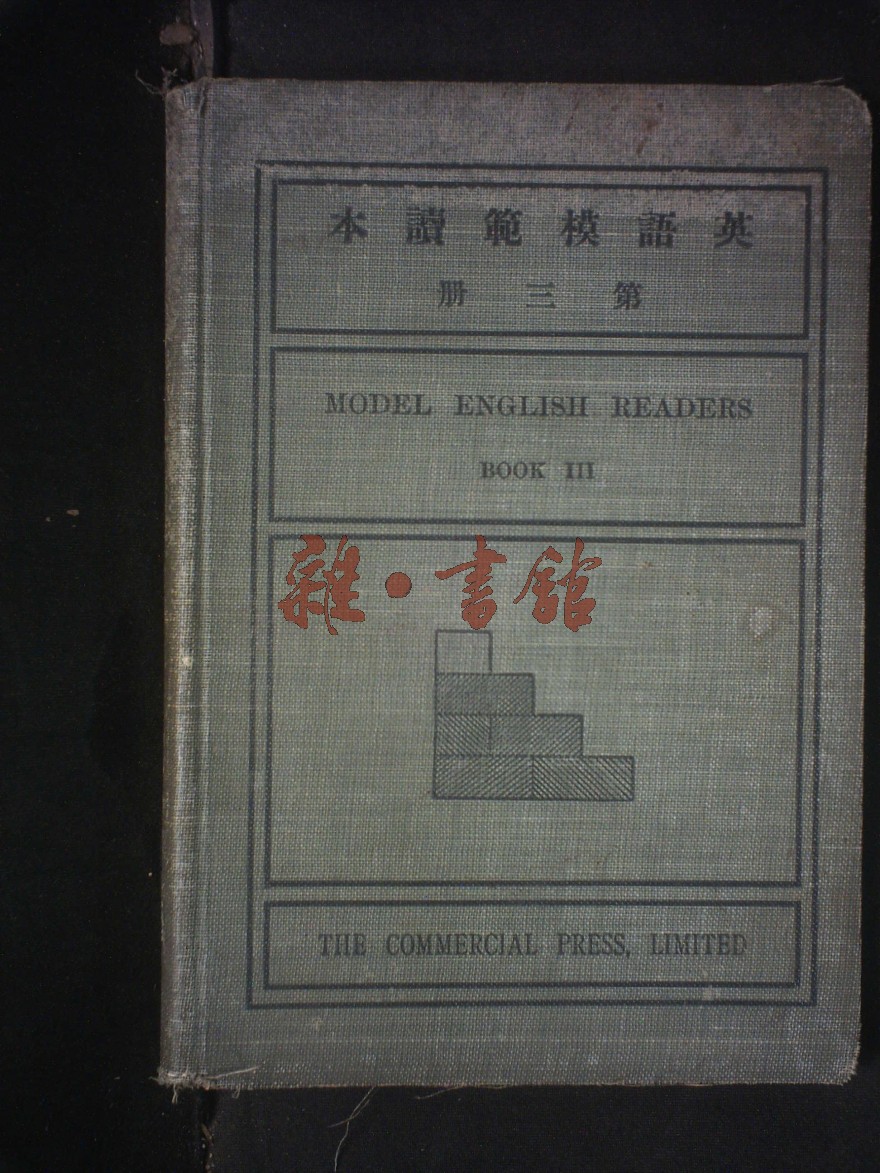 英語模範讀本
第三册
MODEL ENGLISH READERS
BOOK III
雜·書館
THE COMMERCIAL PRESS, LIMITED